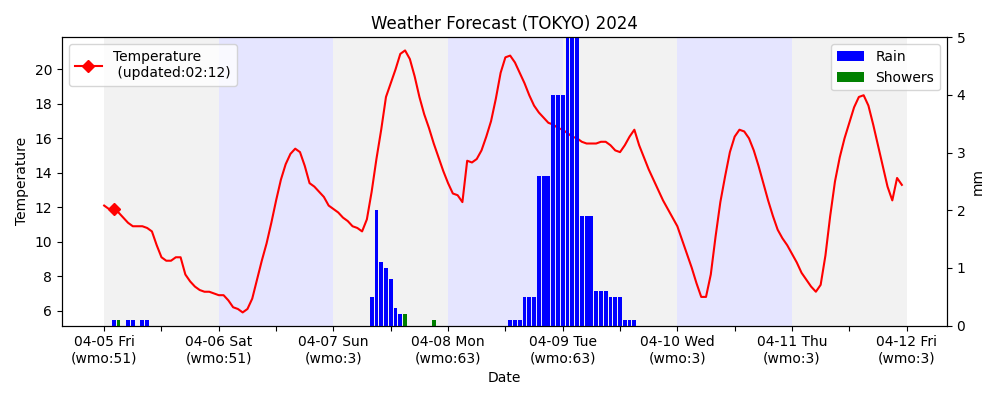 Weather Forecast (TOKYO) 2024
Temperature
(updated:02:12)
Rain
Showers
Temperature
20
18
16
14
12
10
8
6
5
4
3
2
1
0
mm
04-05 Fri
(wmo:51)
04-06 Sat
(wmo:51)
04-07 Sun
(wmo:3)
04-08 Mon
(wmo:63)
04-09 Tue
(wmo:63)
04-10 Wed
(wmo:3)
04-11 Thu
(wmo:3)
04-12 Fri
(wmo:3)
Date